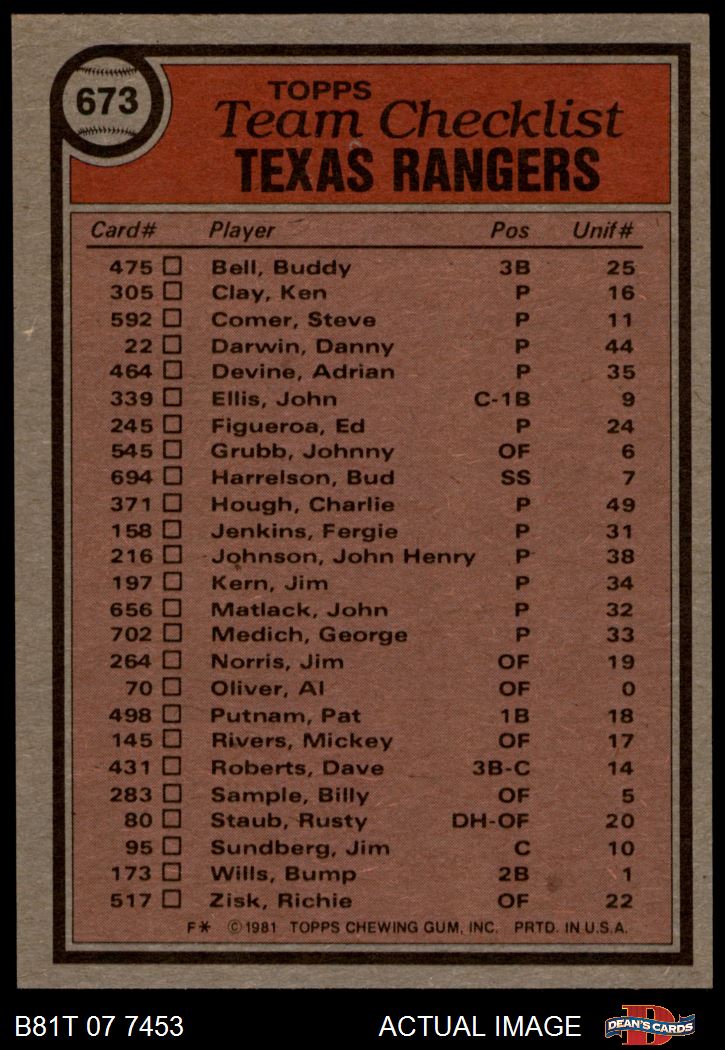 673
TOPPS
Team Checklist
TEXAS RANGERS
Card# Player Pos Unif#
475 Bell, Buddy 3B 25
305 Clay, Ken P 16
592 Comer, Steve P 11
22 Darwin, Danny P 44
464 Devine, Adrian P 35
339 Ellis, John C-1B 9
245 Figueroa, Ed P 24
545 Grubb, Johnny OF 6
694 Harrelson, Bud SS 7
371 Hough, Charlie P 49
158 Jenkins, Fergie P 31
216 Johnson, John Henry P 38
197 Kern, Jim P 34
656 Matlack, John P 32
702 Medich, George P 33
264 Norris, Jim OF 19
70 Oliver, Al OF 0
498 Putnam, Pat 1B 18
145 Rivers, Mickey OF 17
431 Roberts, Dave 3B-C 14
283 Sample, Billy OF 5
80 Staub, Rusty DH-OF 20
95 Sundberg, Jim C 10
173 Wills, Bump 2B 1
517 Zisk, Richie OF 22
F* ©1981 TOPPS CHEWING GUM, INC. PRTD. IN U.S.A.
B81T 07 7453 ACTUAL IMAGE DEAN'S CARDS